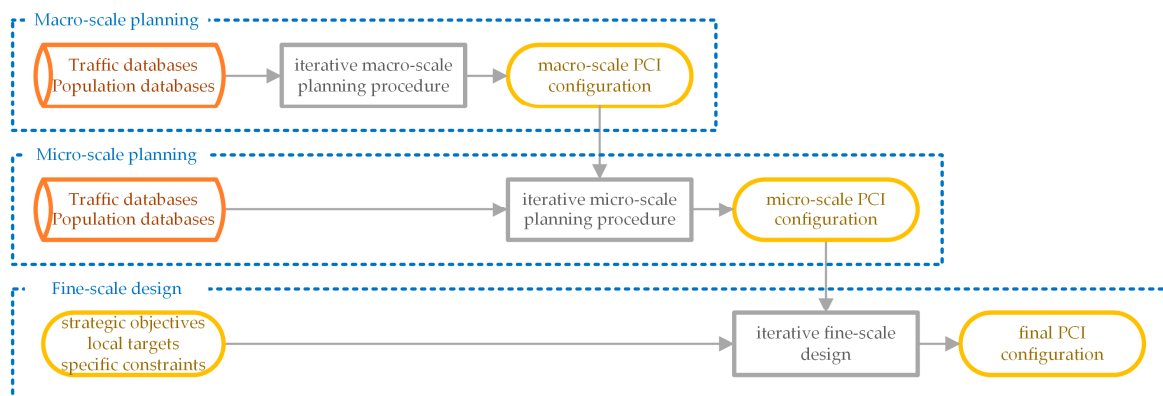 Macro-scale planning
Traffic databases
Population databases
iterative macro-scale
planning procedure
macro-scale PCI
configuration
Micro-scale planning
Traffic databases
Population databases
iterative micro-scale
planning procedure
micro-scale PCI
configuration
Fine-scale design
strategic objectives
local targets
specific constraints
iterative fine-scale
design
final PCI
configuration